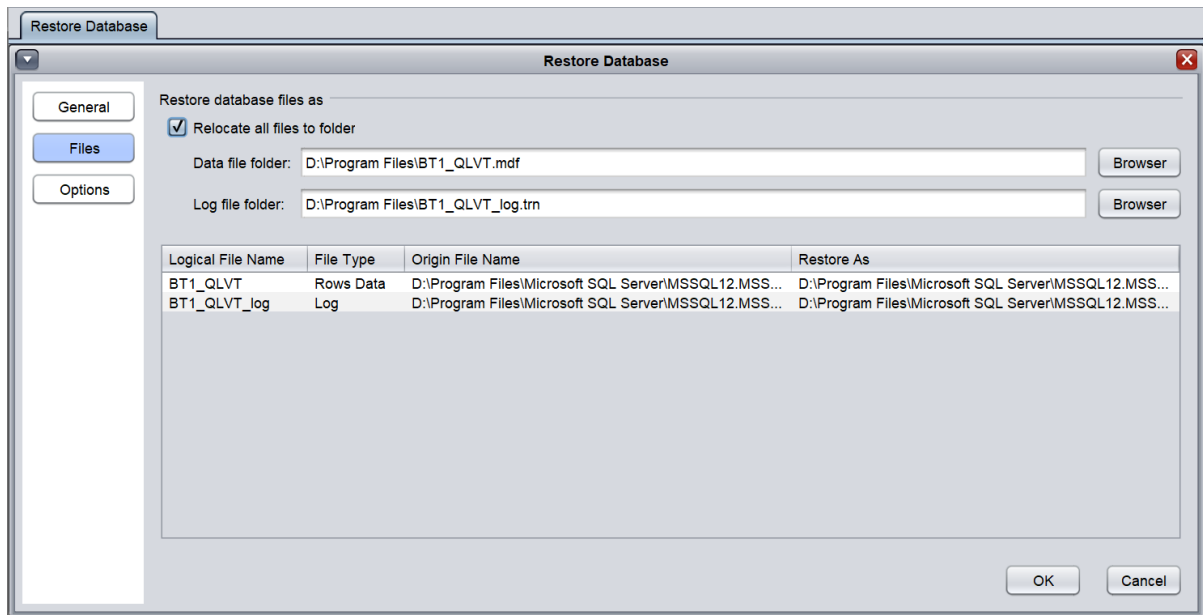 Restore Database
Restore Database
General
Files
Options
Restore database files as
Relocate all files to folder
Data file folder: D:\Program Files\BT1_QLVT.mdf Browser
Log file folder: D:\Program Files\BT1_QLVT_log.trn Browser
Logical File Name File Type Origin File Name Restore As
BT1_QLVT Rows Data D:\Program Files\Microsoft SQL Server\MSSQL12.MSS... D:\Program Files\Microsoft SQL Server\MSSQL12.MSS...
BT1_QLVT_log Log D:\Program Files\Microsoft SQL Server\MSSQL12.MSS... D:\Program Files\Microsoft SQL Server\MSSQL12.MSS...
OK Cancel